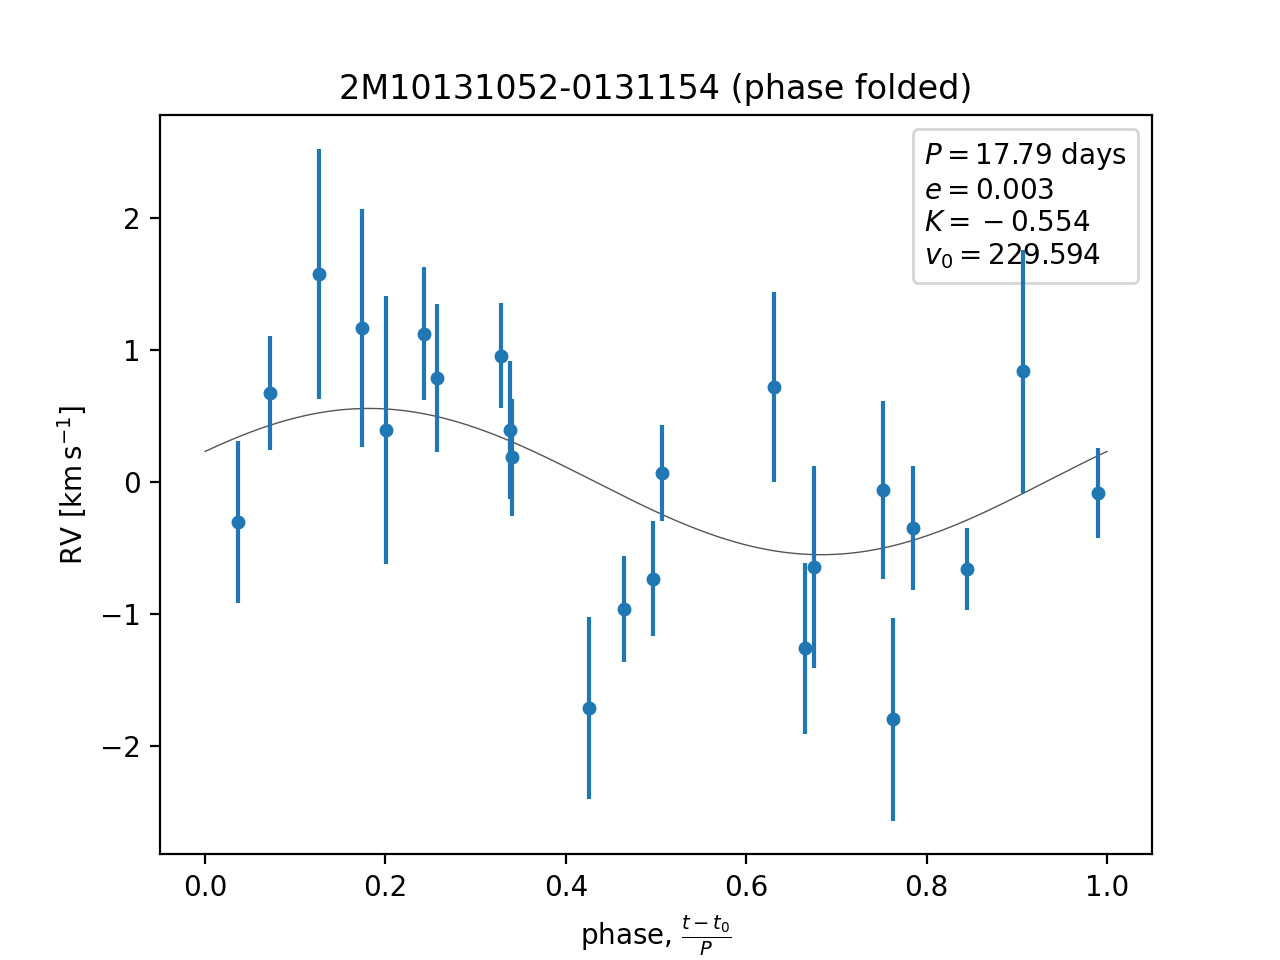 2M10131052-0131154 (phase folded)
P = 17.79 days
e = 0.003
K = −0.554
v₀ = 229.594
RV [km s⁻¹]
2
1
0
−1
−2
0.0 0.2 0.4 0.6 0.8 1.0
phase, (t − t₀)/P